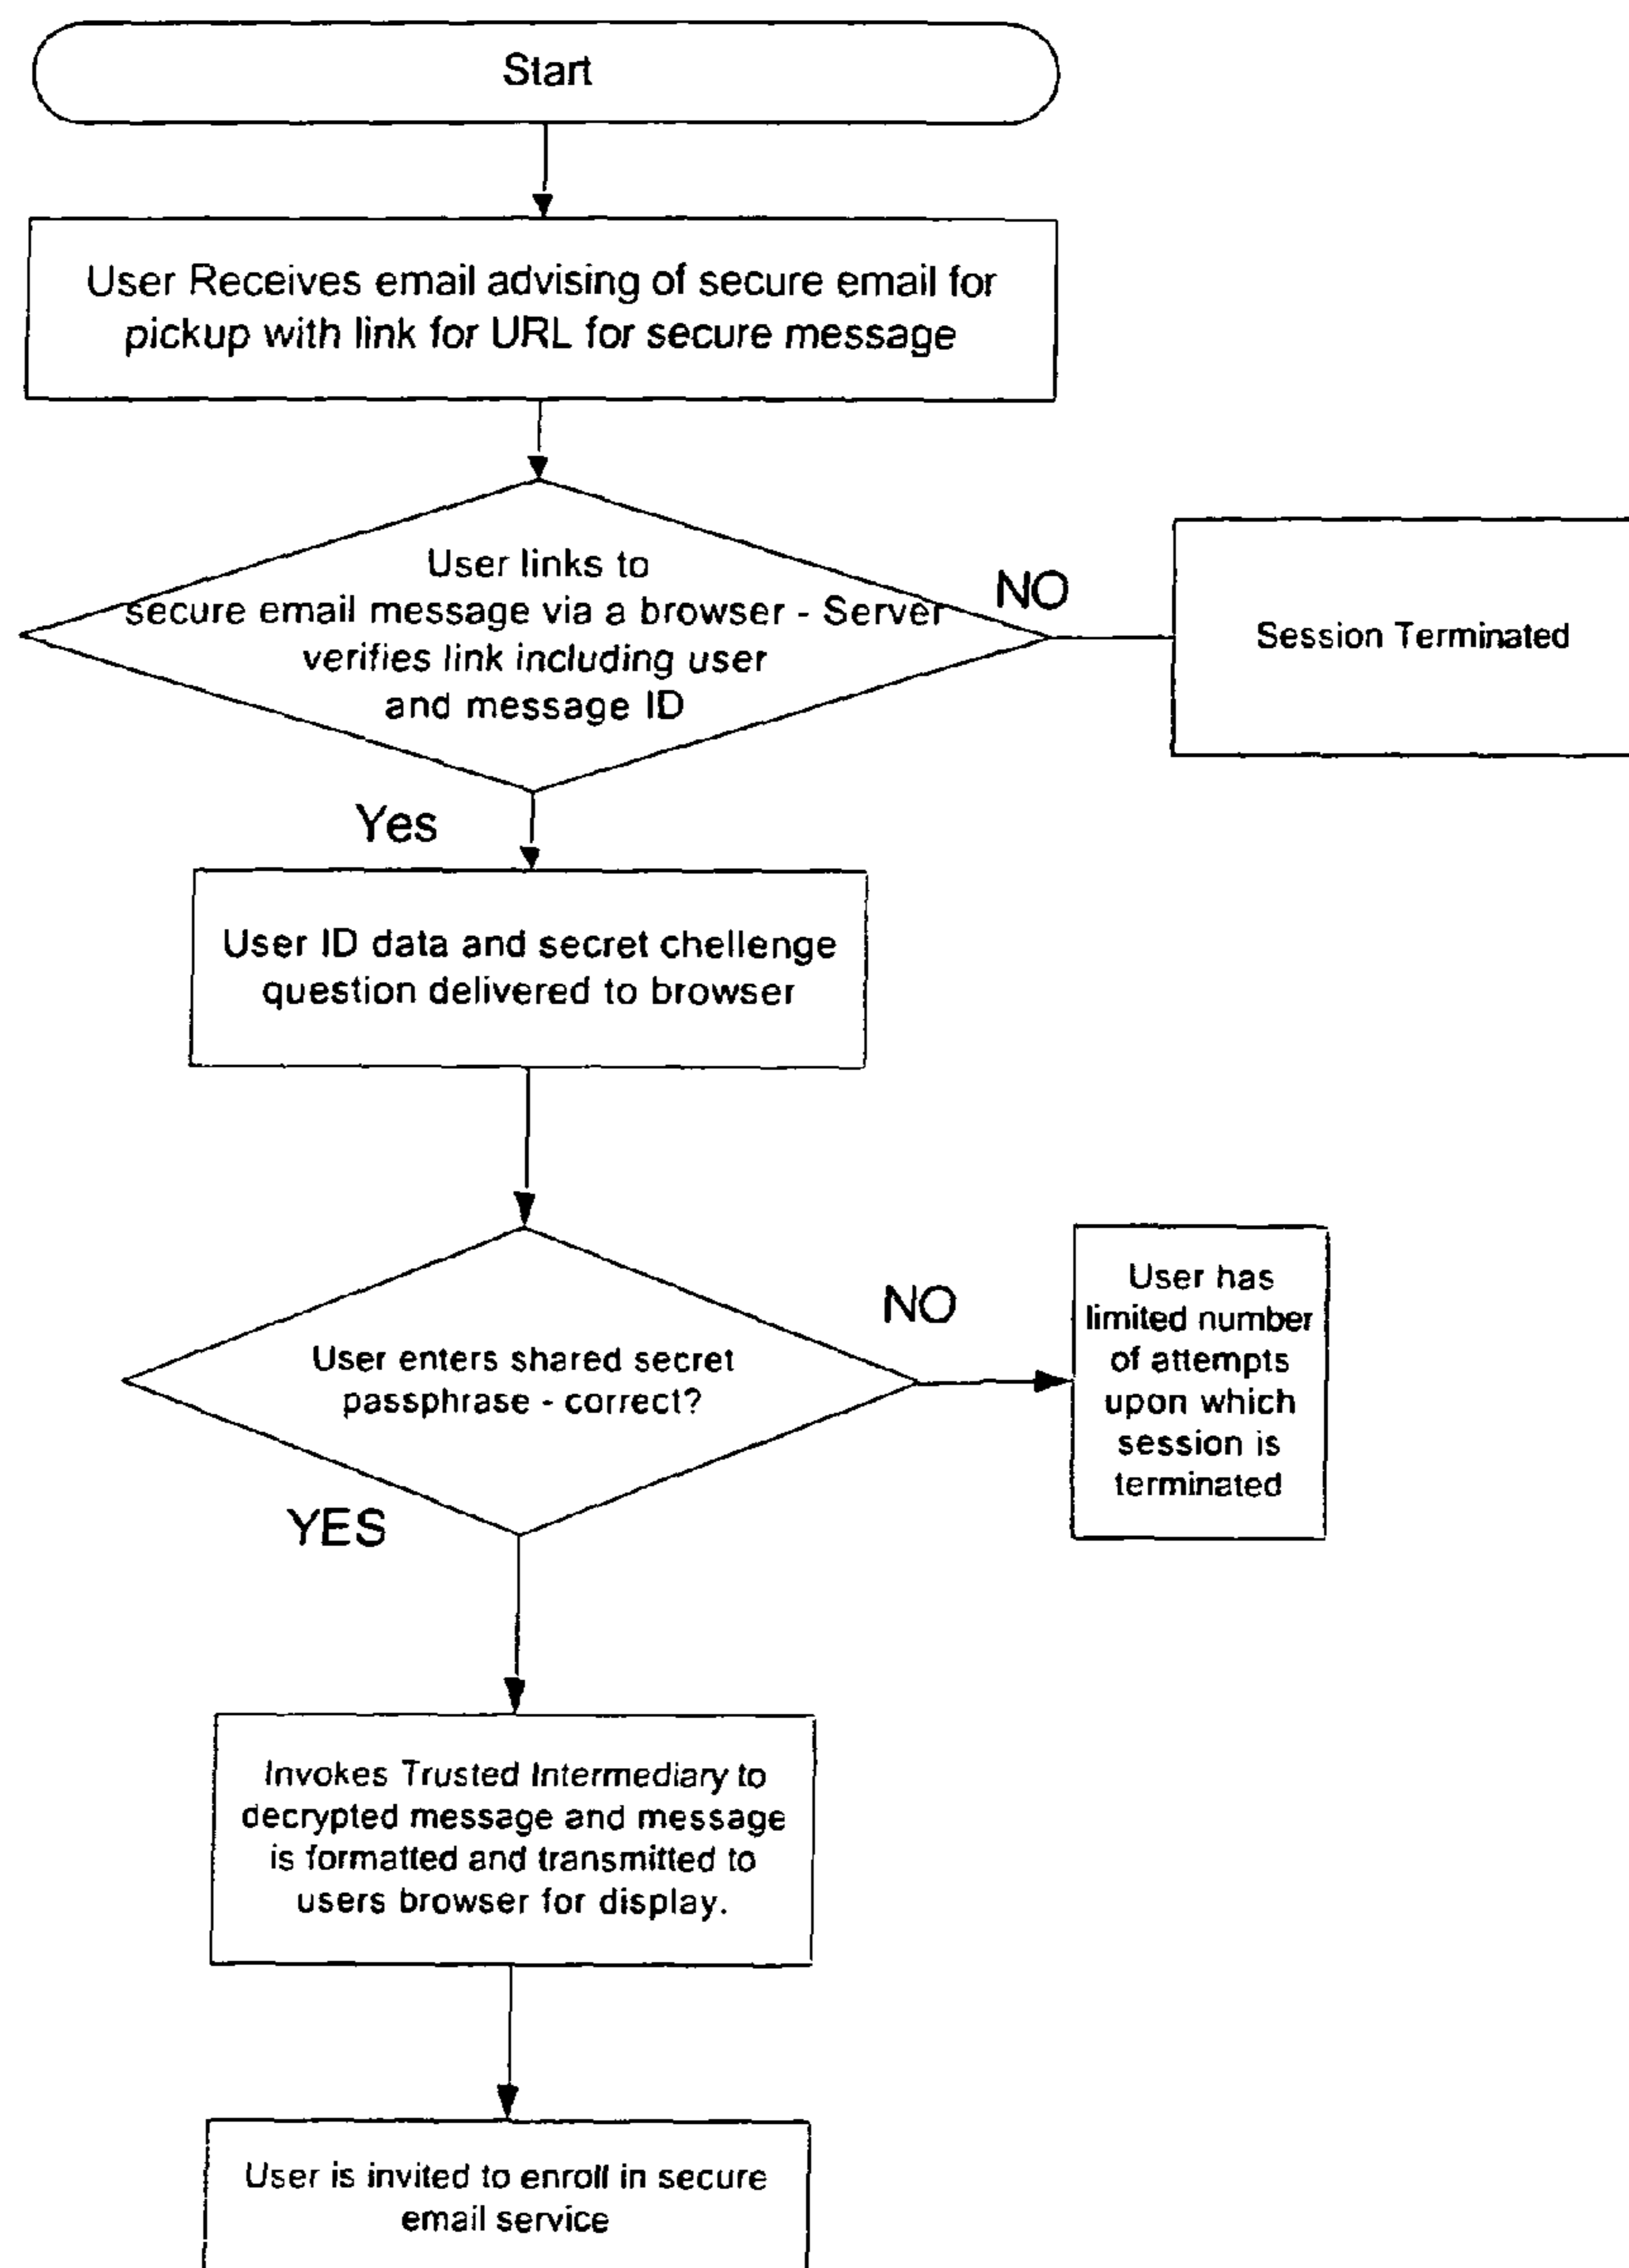 Start
User Receives email advising of secure email for
pickup with link for URL for secure message
User links to
secure email message via a browser - Server
verifies link including user
and message ID
NO
Session Terminated
Yes
User ID data and secret chellenge
question delivered to browser
User enters shared secret
passphrase - correct?
NO
User has
limited number
of attempts
upon which
session is
terminated
YES
Invokes Trusted Intermediary to
decrypted message and message
is formatted and transmitted to
users browser for display.
User is invited to enroll in secure
email service